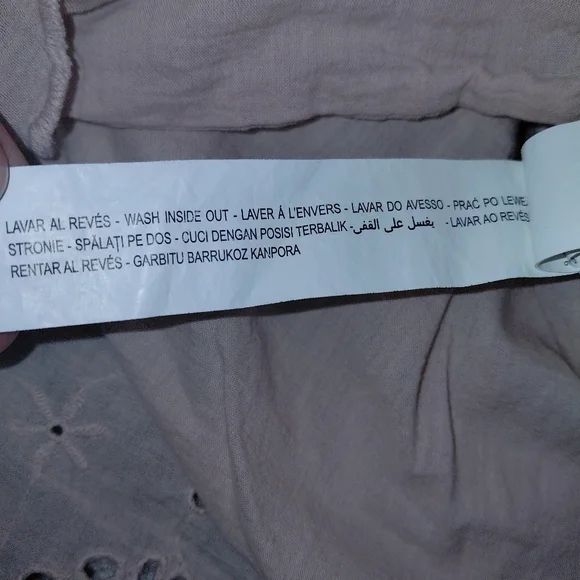 LAVAR AL REVÉS - WASH INSIDE OUT - LAVER Á L'ENVERS - LAVAR DO AVESSO - PRAĆ PO LEWEJ
STRONIE - SPĂLAŢI PE DOS - CUCI DENGAN POSISI TERBALIK - يغسل على القفى - LAVAR AO REVÉS
RENTAR AL REVÉS - GARBITU BARRUKOZ KANPORA